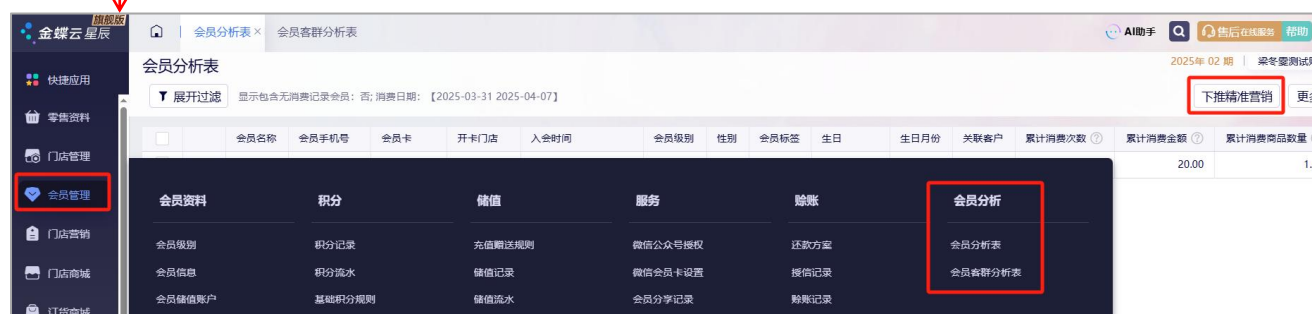 旗舰版
金蝶云 星辰
会员分析表 ×
会员客群分析表
AI助手
售后在线服务
帮助
会员分析表
2025年 02 期
快捷应用
展开过滤
显示包含无消费记录会员: 否; 消费日期: 【2025-03-31 2025-04-07】
下推精准营销
零售资料
会员名称 会员手机号 会员卡 开卡门店 入会时间 会员级别 性别 会员标签 生日 生日月份 关联客户 累计消费次数 累计消费金额 累计消费商品数量
门店管理
20.00
会员管理
会员资料 积分 储值 服务 赊账 会员分析
门店营销
会员级别 积分记录 充值赠送规则 微信公众号授权 还款方案 会员分析表
门店商城
会员信息 积分流水 储值记录 微信会员卡设置 授信记录 会员客群分析表
会员储值账户 基础积分规则 储值流水 会员分享记录 赊账记录